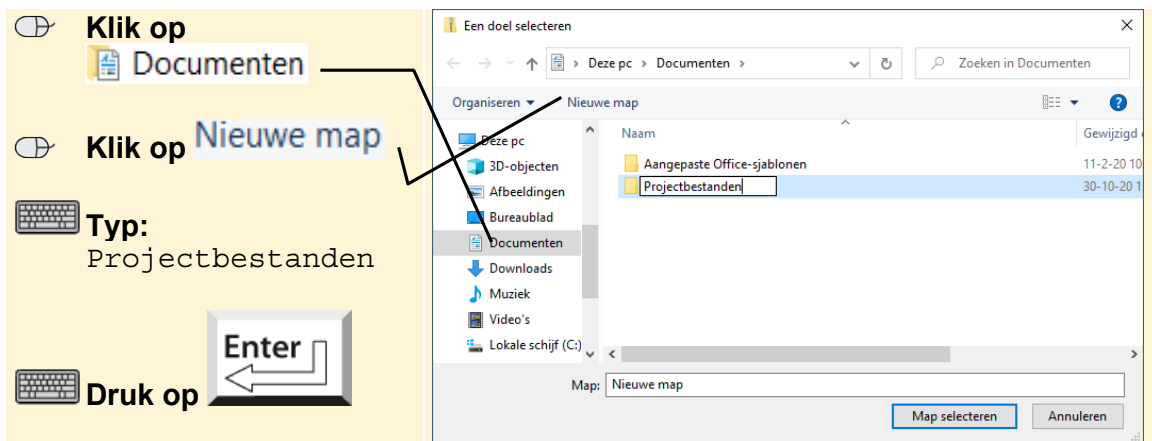 Klik op
Documenten
Klik op Nieuwe map
Typ:
Projectbestanden
Enter
Druk op
Een doel selecteren
Deze pc > Documenten >
Zoeken in Documenten
Organiseren
Nieuwe map
Naam
Gewijzigd
Deze pc
3D-objecten
Afbeeldingen
Bureaublad
Documenten
Downloads
Muziek
Video's
Lokale schijf (C:)
Aangepaste Office-sjablonen
11-2-20 10:
Projectbestanden
30-10-20 1
Map: Nieuwe map
Map selecteren
Annuleren